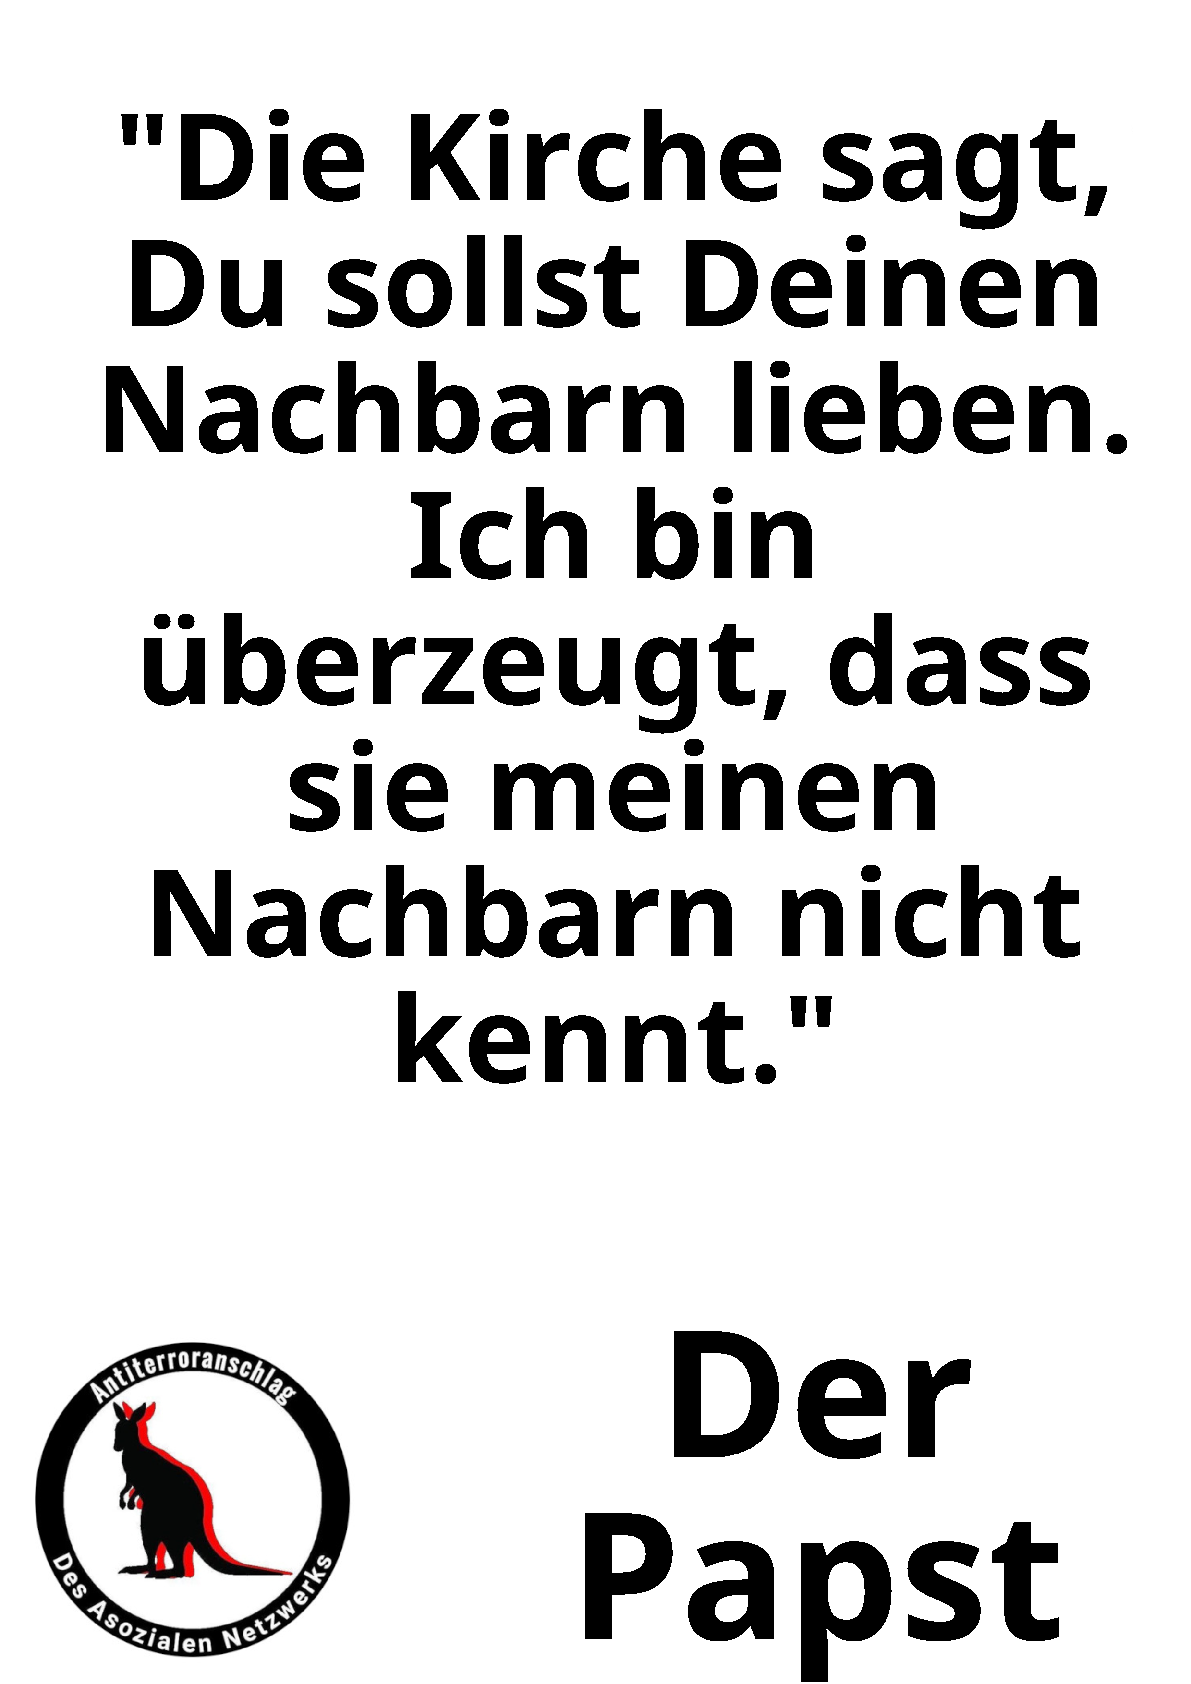 "Die Kirche sagt,
Du sollst Deinen
Nachbarn lieben.
Ich bin
überzeugt, dass
sie meinen
Nachbarn nicht
kennt."
Der
Papst
Antiterroranschlag
Des Asozialen Netzwerks